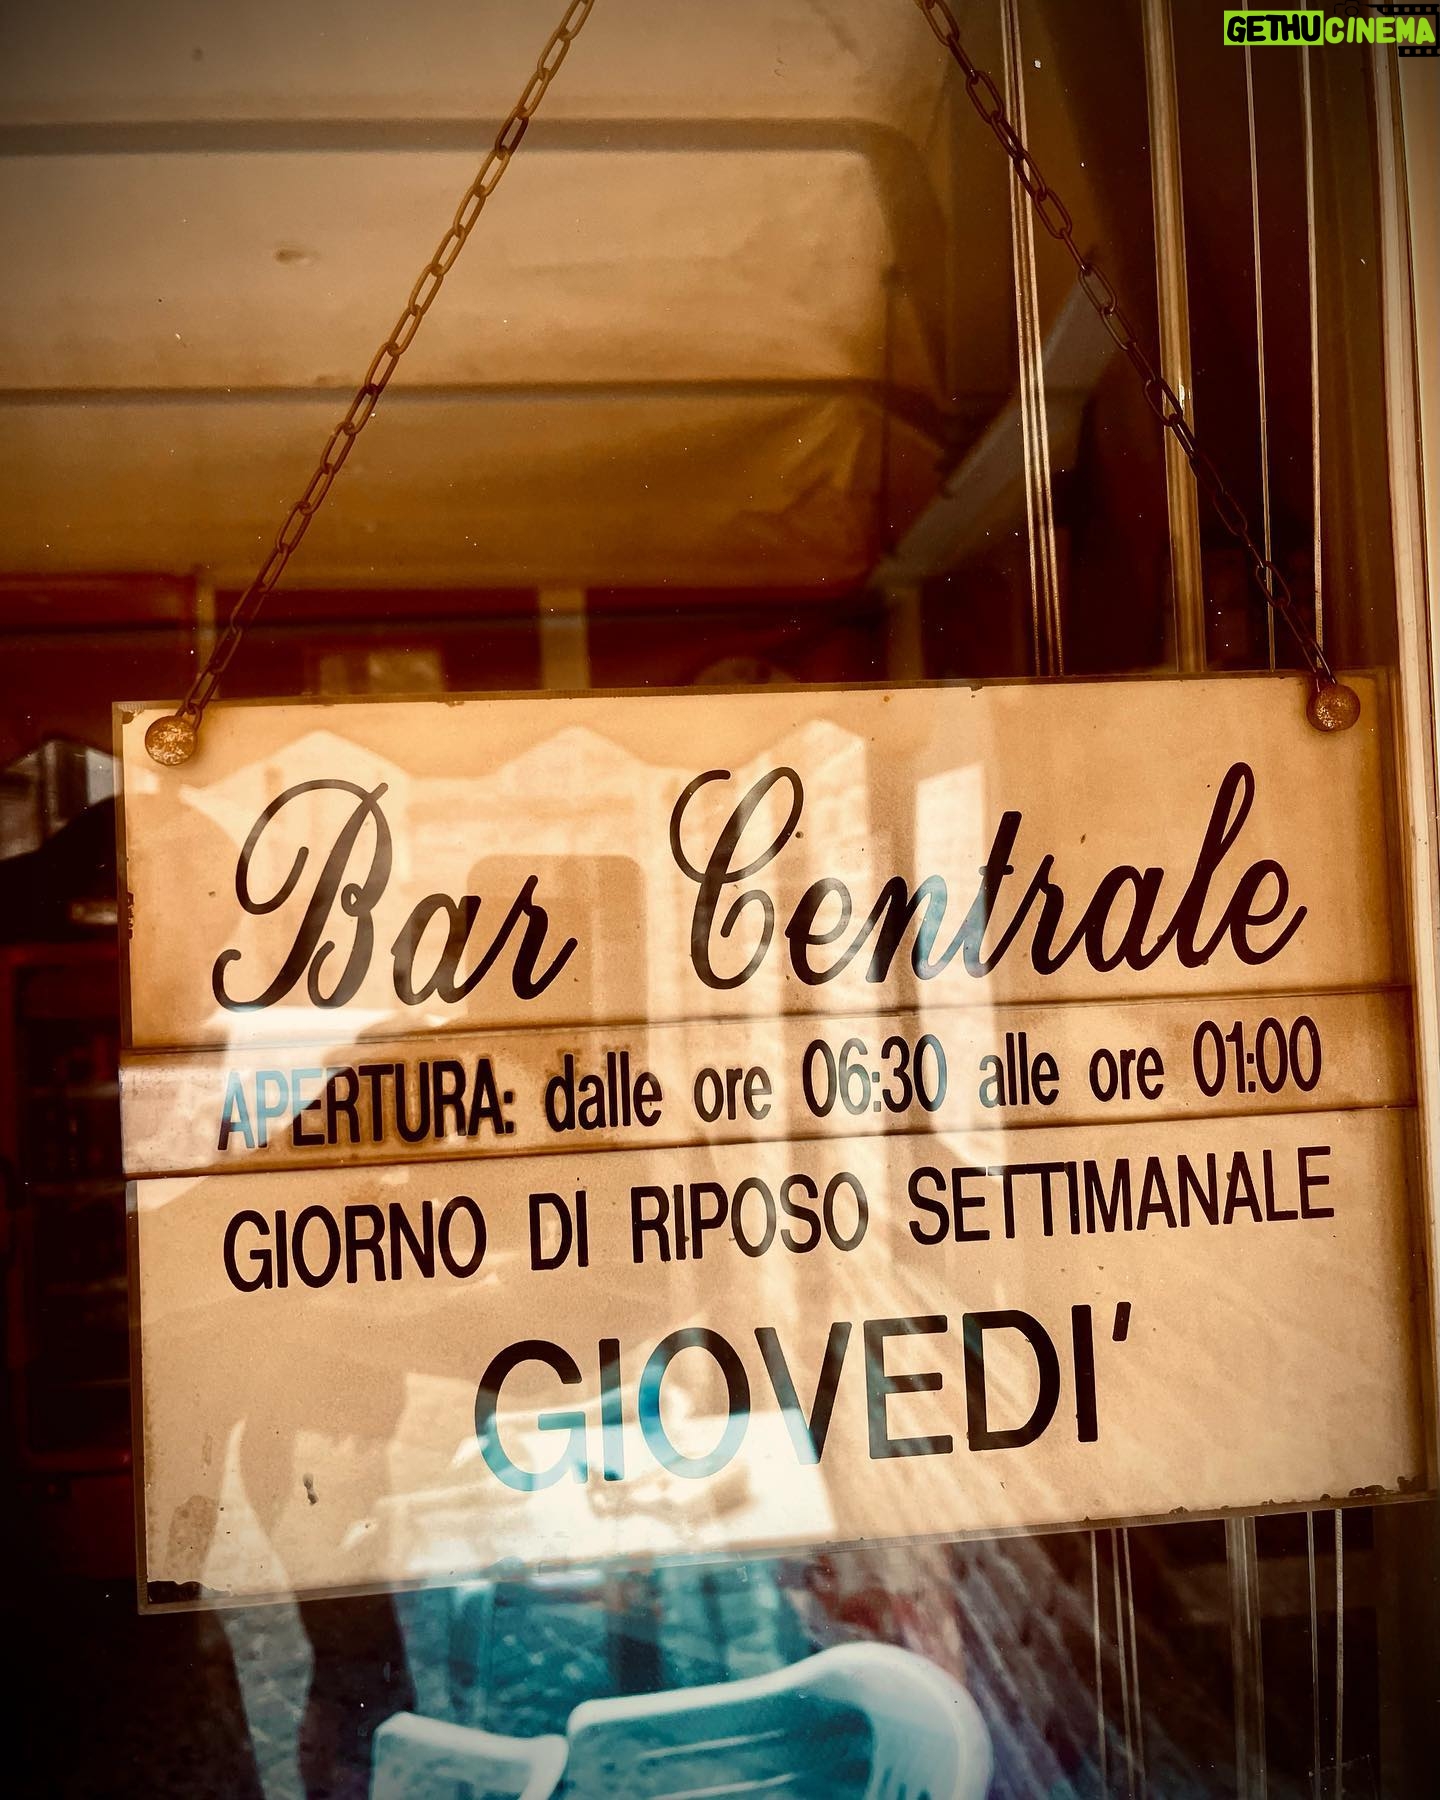 GETHUCINEMA
Bar Centrale
APERTURA: dalle ore 06:30 alle ore 01:00
GIORNO DI RIPOSO SETTIMANALE
GIOVEDI'